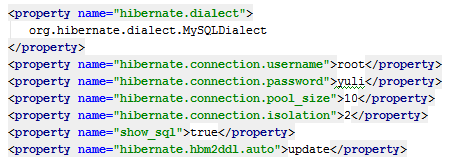 <property name="hibernate.dialect">
org.hibernate.dialect.MySQLDialect
</property>
<property name="hibernate.connection.username">root</property>
<property name="hibernate.connection.password">yuli</property>
<property name="hibernate.connection.pool_size">10</property>
<property name="hibernate.connection.isolation">2</property>
<property name="show_sql">true</property>
<property name="hibernate.hbm2ddl.auto">update</property>